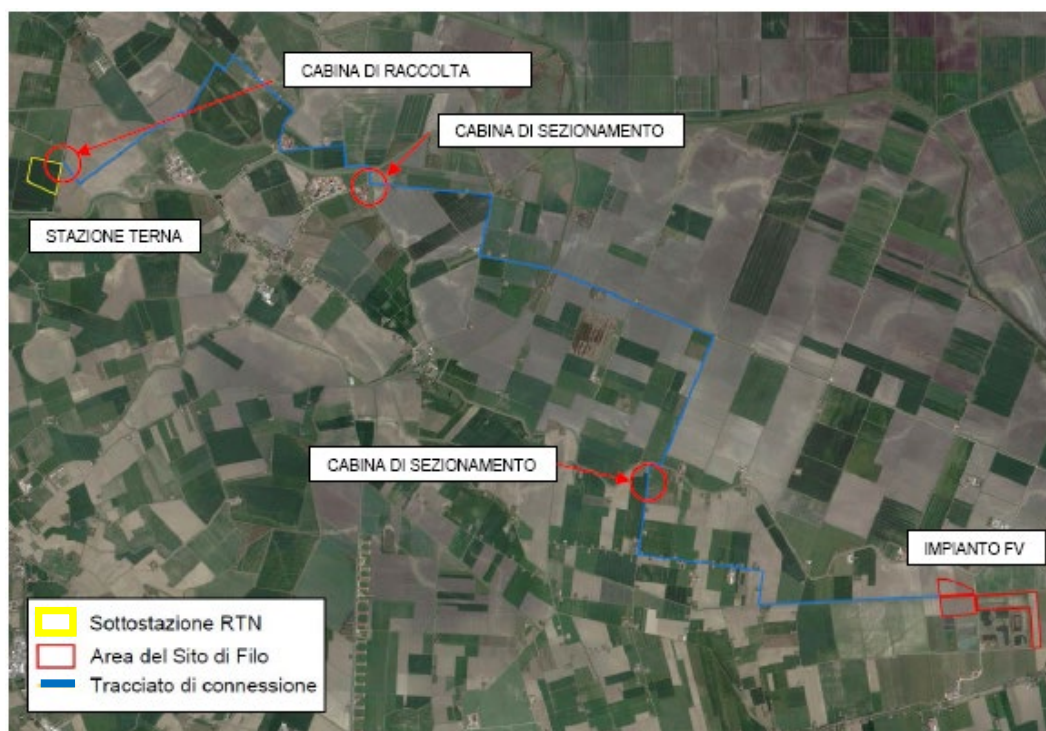 CABINA DI RACCOLTA
CABINA DI SEZIONAMENTO
STAZIONE TERNA
CABINA DI SEZIONAMENTO
IMPIANTO FV
Sottostazione RTN
Area del Sito di Filo
Tracciato di connessione